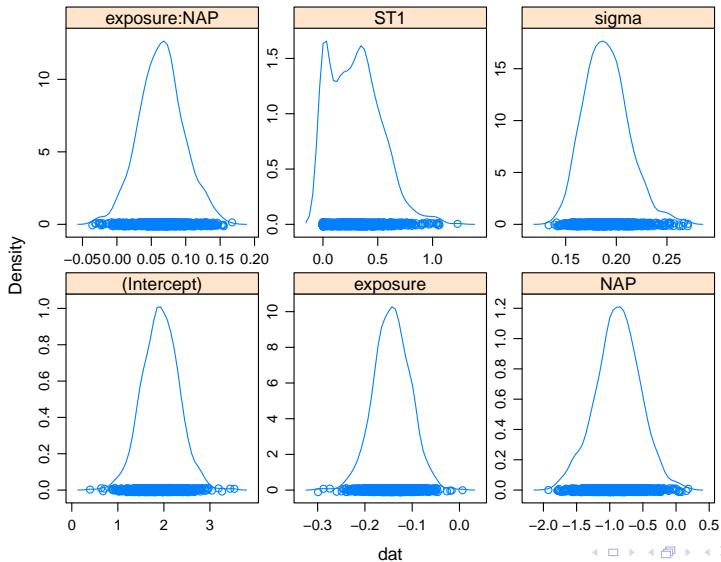 exposure:NAP ST1 sigma
0 5 10
0.0 0.5 1.0 1.5
0 5 10 15
−0.05 0.00 0.05 0.10 0.15 0.20
0.0 0.5 1.0
0.15 0.20 0.25
Density
(Intercept) exposure NAP
0.0 0.2 0.4 0.6 0.8 1.0
0 2 4 6 8 10
0.0 0.2 0.4 0.6 0.8 1.0 1.2
0 1 2 3
−0.3 −0.2 −0.1 0.0
−2.0 −1.5 −1.0 −0.5 0.0 0.5
dat